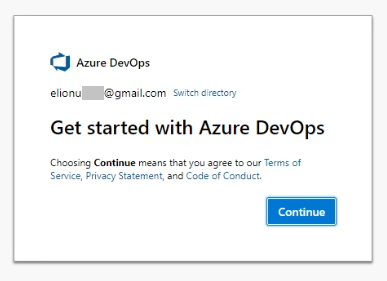 Azure DevOps
elionu @gmail.com Switch directory
Get started with Azure DevOps
Choosing Continue means that you agree to our Terms of
Service, Privacy Statement, and Code of Conduct.
Continue